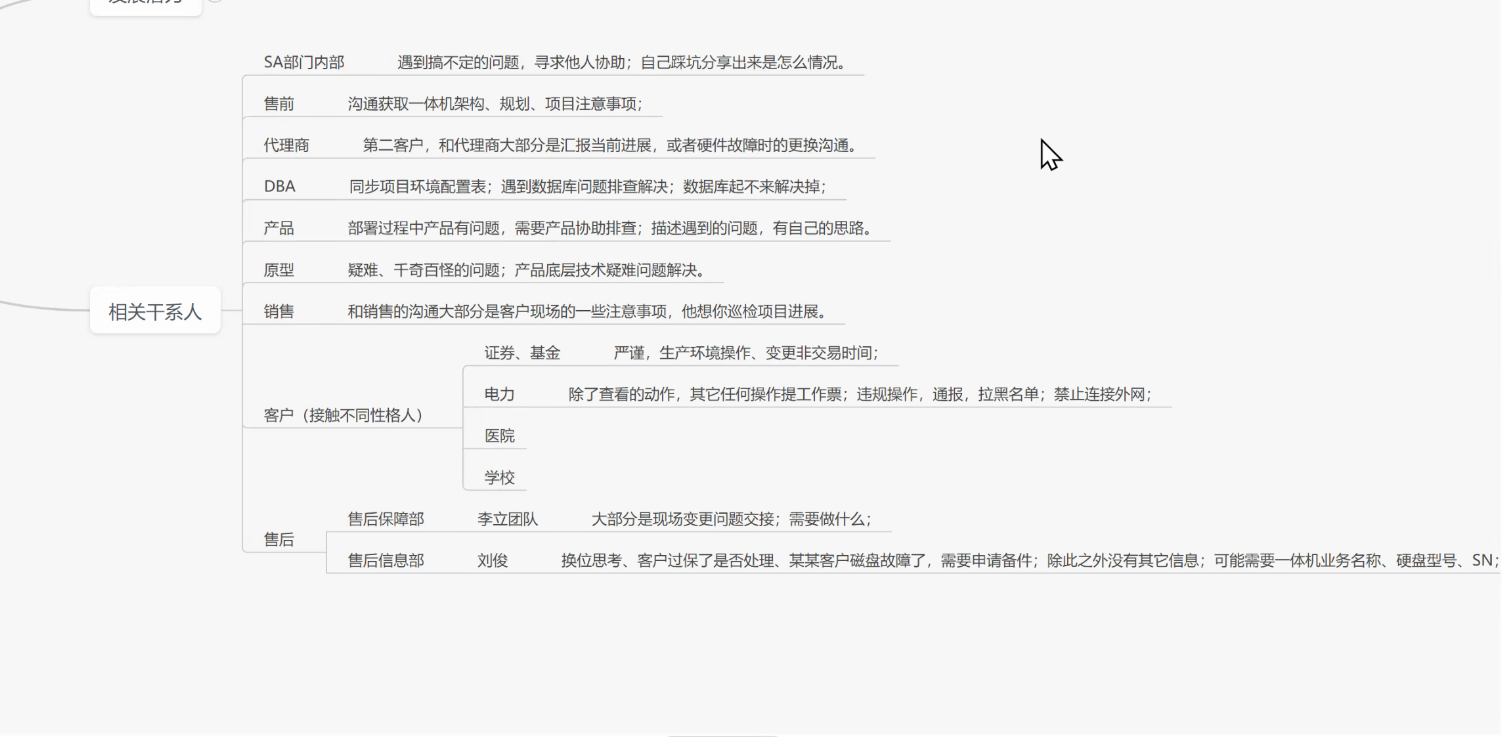 发展潜力
SA部门内部 遇到搞不定的问题，寻求他人协助；自己踩坑分享出来是怎么情况。
售前 沟通获取一体机架构、规划、项目注意事项；
代理商 第二客户，和代理商大部分是汇报当前进展，或者硬件故障时的更换沟通。
DBA 同步项目环境配置表；遇到数据库问题排查解决；数据库起不来解决掉；
产品 部署过程中产品有问题，需要产品协助排查；描述遇到的问题，有自己的思路。
原型 疑难、千奇百怪的问题；产品底层技术疑难问题解决。
相关干系人
销售 和销售的沟通大部分是客户现场的一些注意事项，他想你巡检项目进展。
证券、基金 严谨，生产环境操作、变更非交易时间；
电力 除了查看的动作，其它任何操作提工作票；违规操作，通报，拉黑名单；禁止连接外网；
客户（接触不同性格人）
医院
学校
售后保障部 李立团队 大部分是现场变更问题交接；需要做什么；
售后
售后信息部 刘俊 换位思考、客户过保了是否处理、某某客户磁盘故障了，需要申请备件；除此之外没有其它信息；可能需要一体机业务名称、硬盘型号、SN；